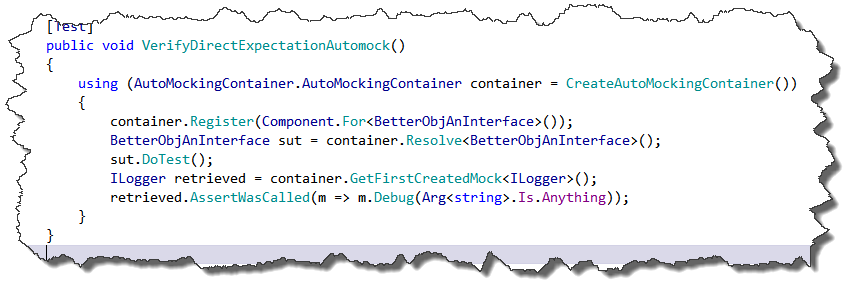 [Test]
public void VerifyDirectExpectationAutomock()
{
using (AutoMockingContainer.AutoMockingContainer container = CreateAutoMockingContainer())
{
container.Register(Component.For<BetterObjAnInterface>());
BetterObjAnInterface sut = container.Resolve<BetterObjAnInterface>();
sut.DoTest();
ILogger retrieved = container.GetFirstCreatedMock<ILogger>();
retrieved.AssertWasCalled(m => m.Debug(Arg<string>.Is.Anything));
}
}